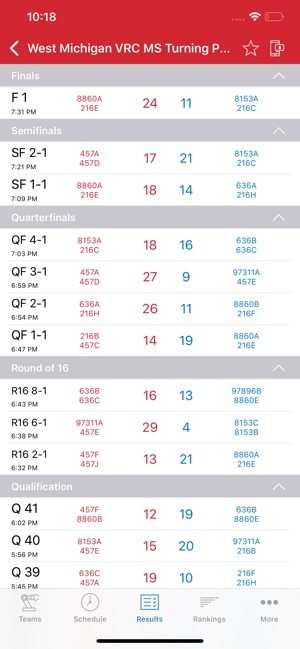 10:18
West Michigan VRC MS Turning P...
Finals
F 1 8860A 24 11 8153A
7:31 PM 216E 216C
Semifinals
SF 2-1 457A 17 21 8153A
7:21 PM 457D 216C
SF 1-1 8860A 18 14 636A
7:09 PM 216E 216H
Quarterfinals
QF 4-1 8153A 18 16 636B
7:03 PM 216C 636C
QF 3-1 457A 27 9 97311A
6:59 PM 457D 457E
QF 2-1 636A 26 11 8860B
6:54 PM 216H 216F
QF 1-1 216B 14 19 8860A
6:47 PM 457C 216E
Round of 16
R16 8-1 636B 16 13 97896B
6:43 PM 636C 8860E
R16 6-1 97311A 29 4 8153C
6:38 PM 457E 8153B
R16 2-1 457F 13 21 8860A
6:32 PM 457J 216E
Qualification
Q 41 457F 12 19 636B
6:02 PM 8860B 8860E
Q 40 8153A 15 20 97311A
5:56 PM 457E 216B
Q 39 636C 19 10 216F
5:45 PM 457A 216H
Teams Schedule Results Rankings More